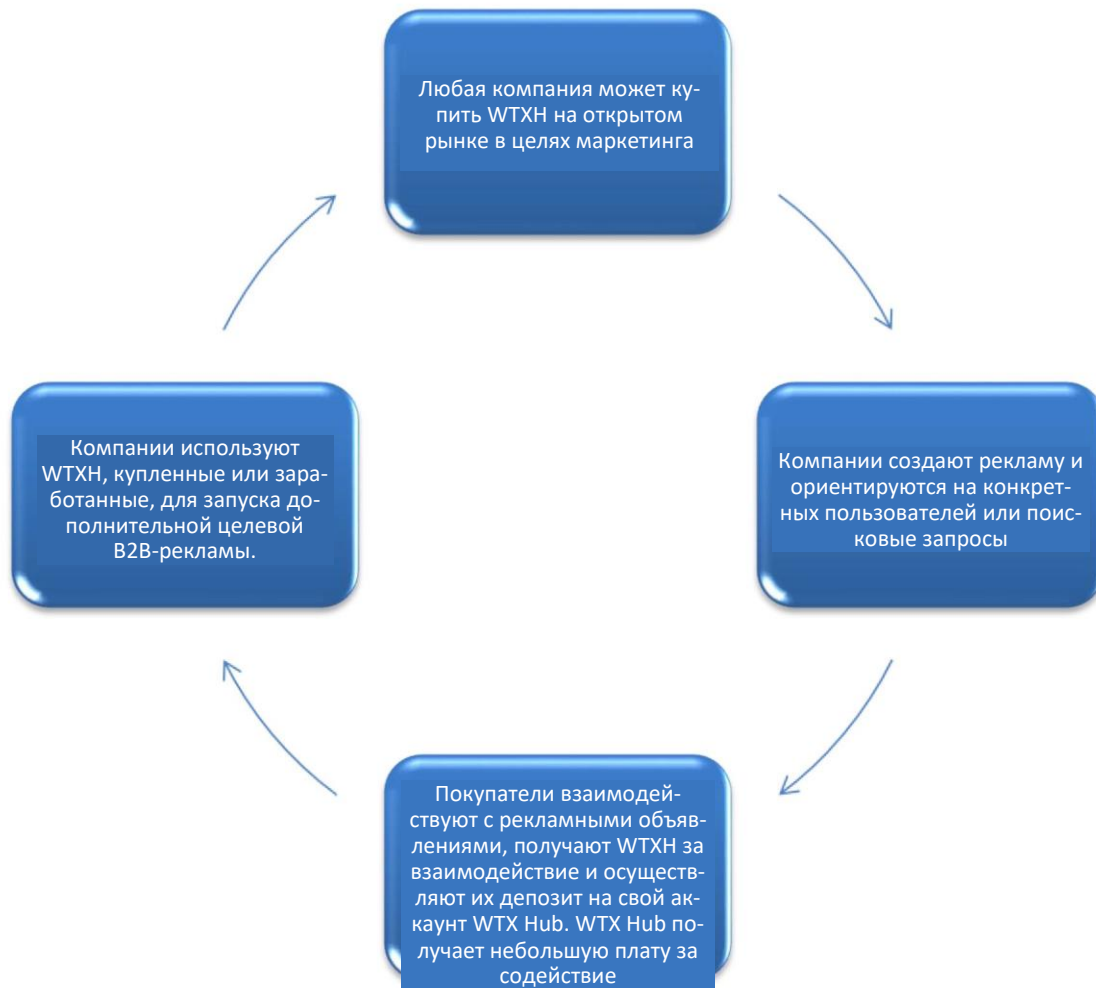 Любая компания может ку-
пить WTXH на открытом
рынке в целях маркетинга
Компании создают рекламу и
ориентируются на конкрет-
ных пользователей или поис-
ковые запросы
Покупатели взаимодей-
ствуют с рекламными объяв-
лениями, получают WTXH за
взаимодействие и осуществ-
ляют их депозит на свой ак-
каунт WTX Hub. WTX Hub по-
лучает небольшую плату за
содействие
Компании используют
WTXH, купленные или зара-
ботанные, для запуска до-
полнительной целевой
B2B-рекламы.